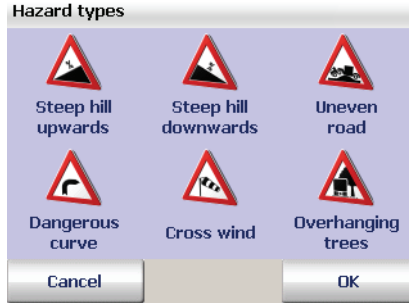 Hazard types
Steep hill
upwards
Steep hill
downwards
Uneven
road
Dangerous
curve
Cross wind
Overhanging
trees
Cancel
OK